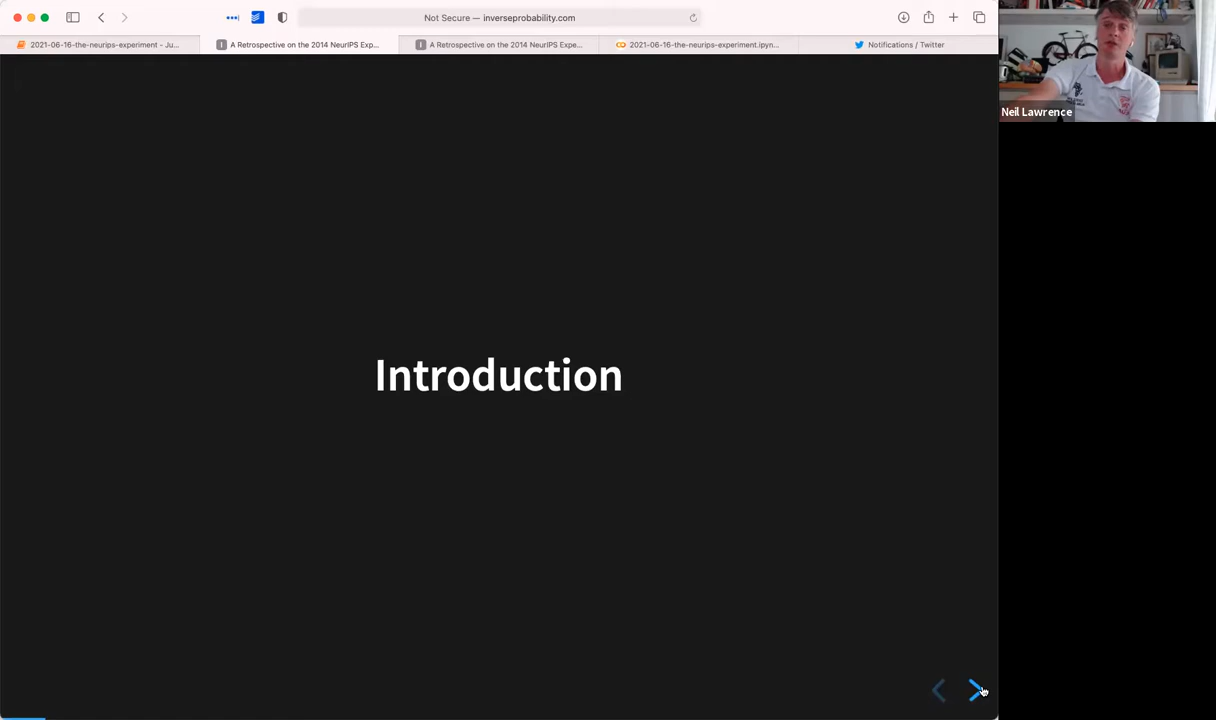 Not Secure — inverseprobability.com
2021-06-16-the-neurips-experiment - Ju...
A Retrospective on the 2014 NeurIPS Exp...
A Retrospective on the 2014 NeurIPS Expe...
2021-06-16-the-neurips-experiment.ipyn...
Notifications / Twitter
Neil Lawrence
Introduction